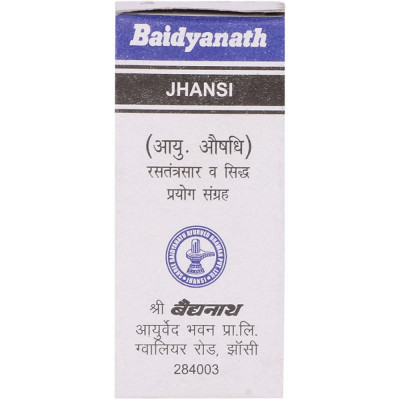 Baidyanath
JHANSI
(आयु. औषधि)
रसतंत्रसार व सिद्ध
प्रयोग संग्रह
श्री बैद्यनाथ
आयुर्वेद भवन प्रा.लि.
ग्वालियर रोड, झॉसी
284003